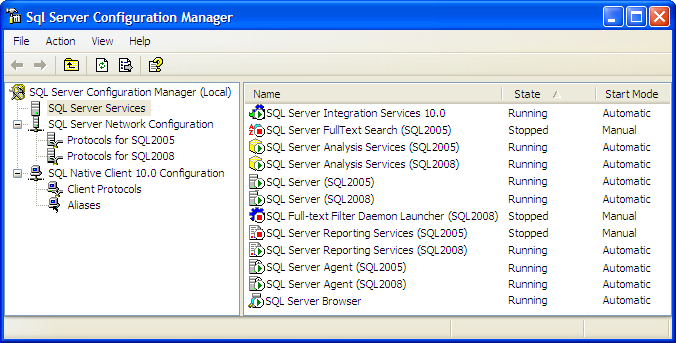 Sql Server Configuration Manager
File Action View Help
SQL Server Configuration Manager (Local)
SQL Server Services
SQL Server Network Configuration
Protocols for SQL2005
Protocols for SQL2008
SQL Native Client 10.0 Configuration
Client Protocols
Aliases
Name State Start Mode
SQL Server Integration Services 10.0 Running Automatic
SQL Server FullText Search (SQL2005) Stopped Manual
SQL Server Analysis Services (SQL2005) Running Automatic
SQL Server Analysis Services (SQL2008) Running Automatic
SQL Server (SQL2005) Running Automatic
SQL Server (SQL2008) Running Automatic
SQL Full-text Filter Daemon Launcher (SQL2008) Stopped Manual
SQL Server Reporting Services (SQL2005) Stopped Manual
SQL Server Reporting Services (SQL2008) Running Automatic
SQL Server Agent (SQL2005) Running Automatic
SQL Server Agent (SQL2008) Running Automatic
SQL Server Browser Running Automatic